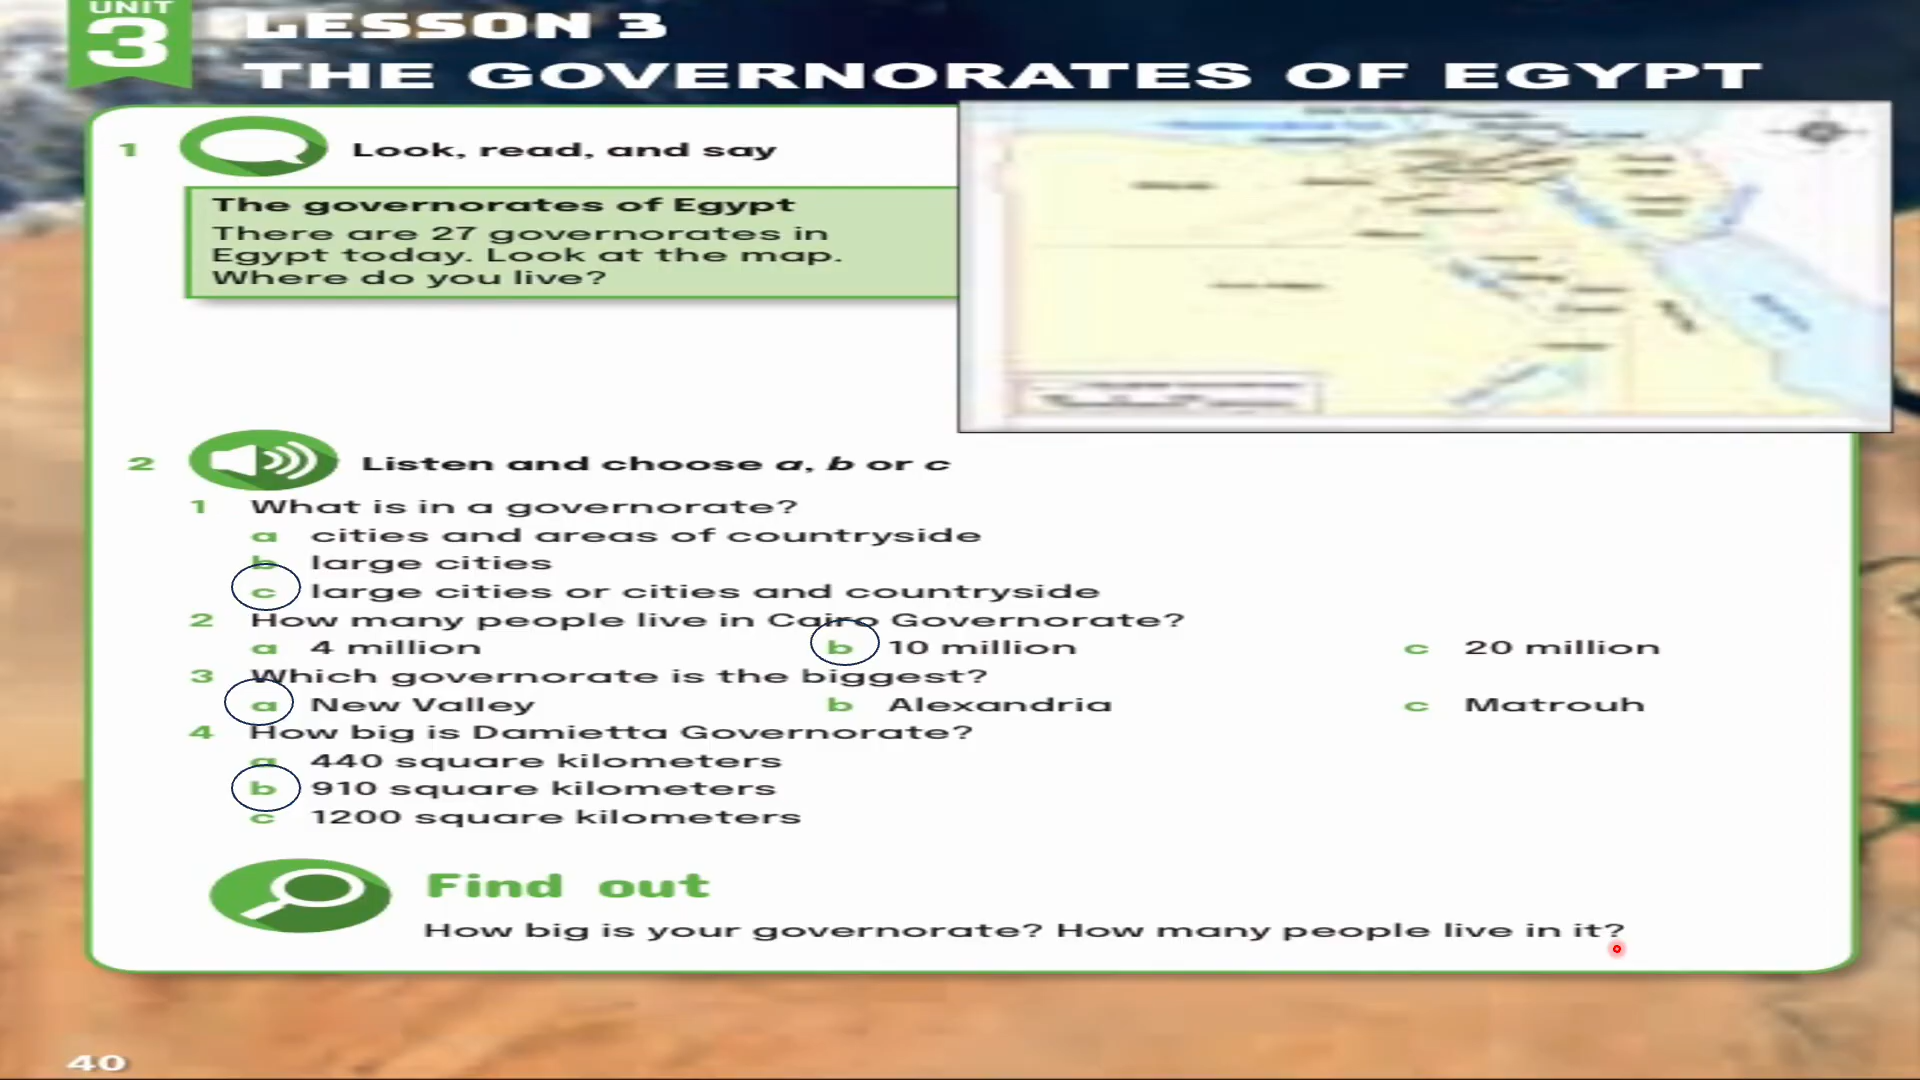 UNIT
3
LESSON 3
THE GOVERNORATES OF EGYPT
1 Look, read, and say
The governorates of Egypt
There are 27 governorates in
Egypt today. Look at the map.
Where do you live?
2 Listen and choose a, b or c
1 What is in a governorate?
a cities and areas of countryside
b large cities
c large cities or cities and countryside
2 How many people live in Cairo Governorate?
a 4 million b 10 million c 20 million
3 Which governorate is the biggest?
a New Valley b Alexandria c Matrouh
4 How big is Damietta Governorate?
a 440 square kilometers
b 910 square kilometers
c 1200 square kilometers
Find out
How big is your governorate? How many people live in it?
40